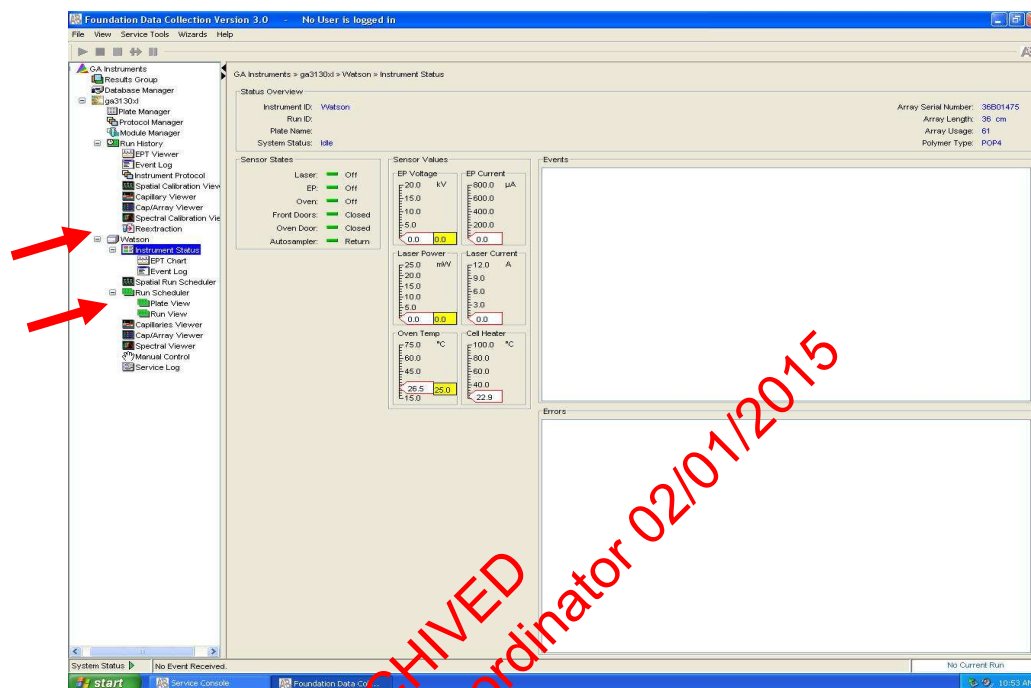 Foundation Data Collection Version 3.0 - No User is logged in
File View Service Tools Wizards Help
GA Instruments
Results Group
Database Manager
ga3130xl
Plate Manager
Protocol Manager
Module Manager
Run History
EPT Viewer
Event Log
Instrument Protocol
Spatial Calibration View
Capillary Viewer
Cap/Array Viewer
Spectral Calibration Vie
Reextraction
Watson
Instrument Status
EPT Chart
Event Log
Spatial Run Scheduler
Run Scheduler
Plate View
Run View
Capillaries Viewer
Cap/Array Viewer
Spectral Viewer
Manual Control
Service Log
GA Instruments > ga3130xl > Watson > Instrument Status
Status Overview
Instrument ID: Watson
Run ID:
Plate Name:
System Status: Idle
Array Serial Number: 36B01475
Array Length: 36 cm
Array Usage: 61
Polymer Type: POP4
Sensor States
Laser: Off
EP: Off
Oven: Off
Front Doors: Closed
Oven Door: Closed
Autosampler: Return
Sensor Values
EP Voltage
20.0 kV
15.0
10.0
5.0
0.0 0.0
EP Current
800.0 µA
600.0
400.0
200.0
0.0
Laser Power
25.0 mW
20.0
15.0
10.0
5.0
0.0 0.0
Laser Current
12.0 A
9.0
6.0
3.0
0.0
Oven Temp
75.0 °C
60.0
45.0
26.5 25.0
15.0
Cell Heater
100.0 °C
80.0
60.0
40.0
22.9
Events
Errors
CHIVED
ordinator 02/01/2015
System Status No Event Received.
No Current Run
start
Service Console
Foundation Data Col...
10:53 AM